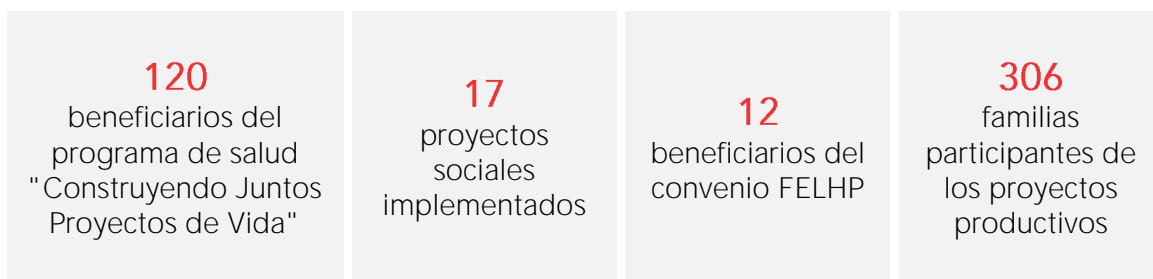 120
beneficiarios del
programa de salud
"Construyendo Juntos
Proyectos de Vida"
17
proyectos
sociales
implementados
12
beneficiarios del
convenio FELHP
306
familias
participantes de
los proyectos
productivos